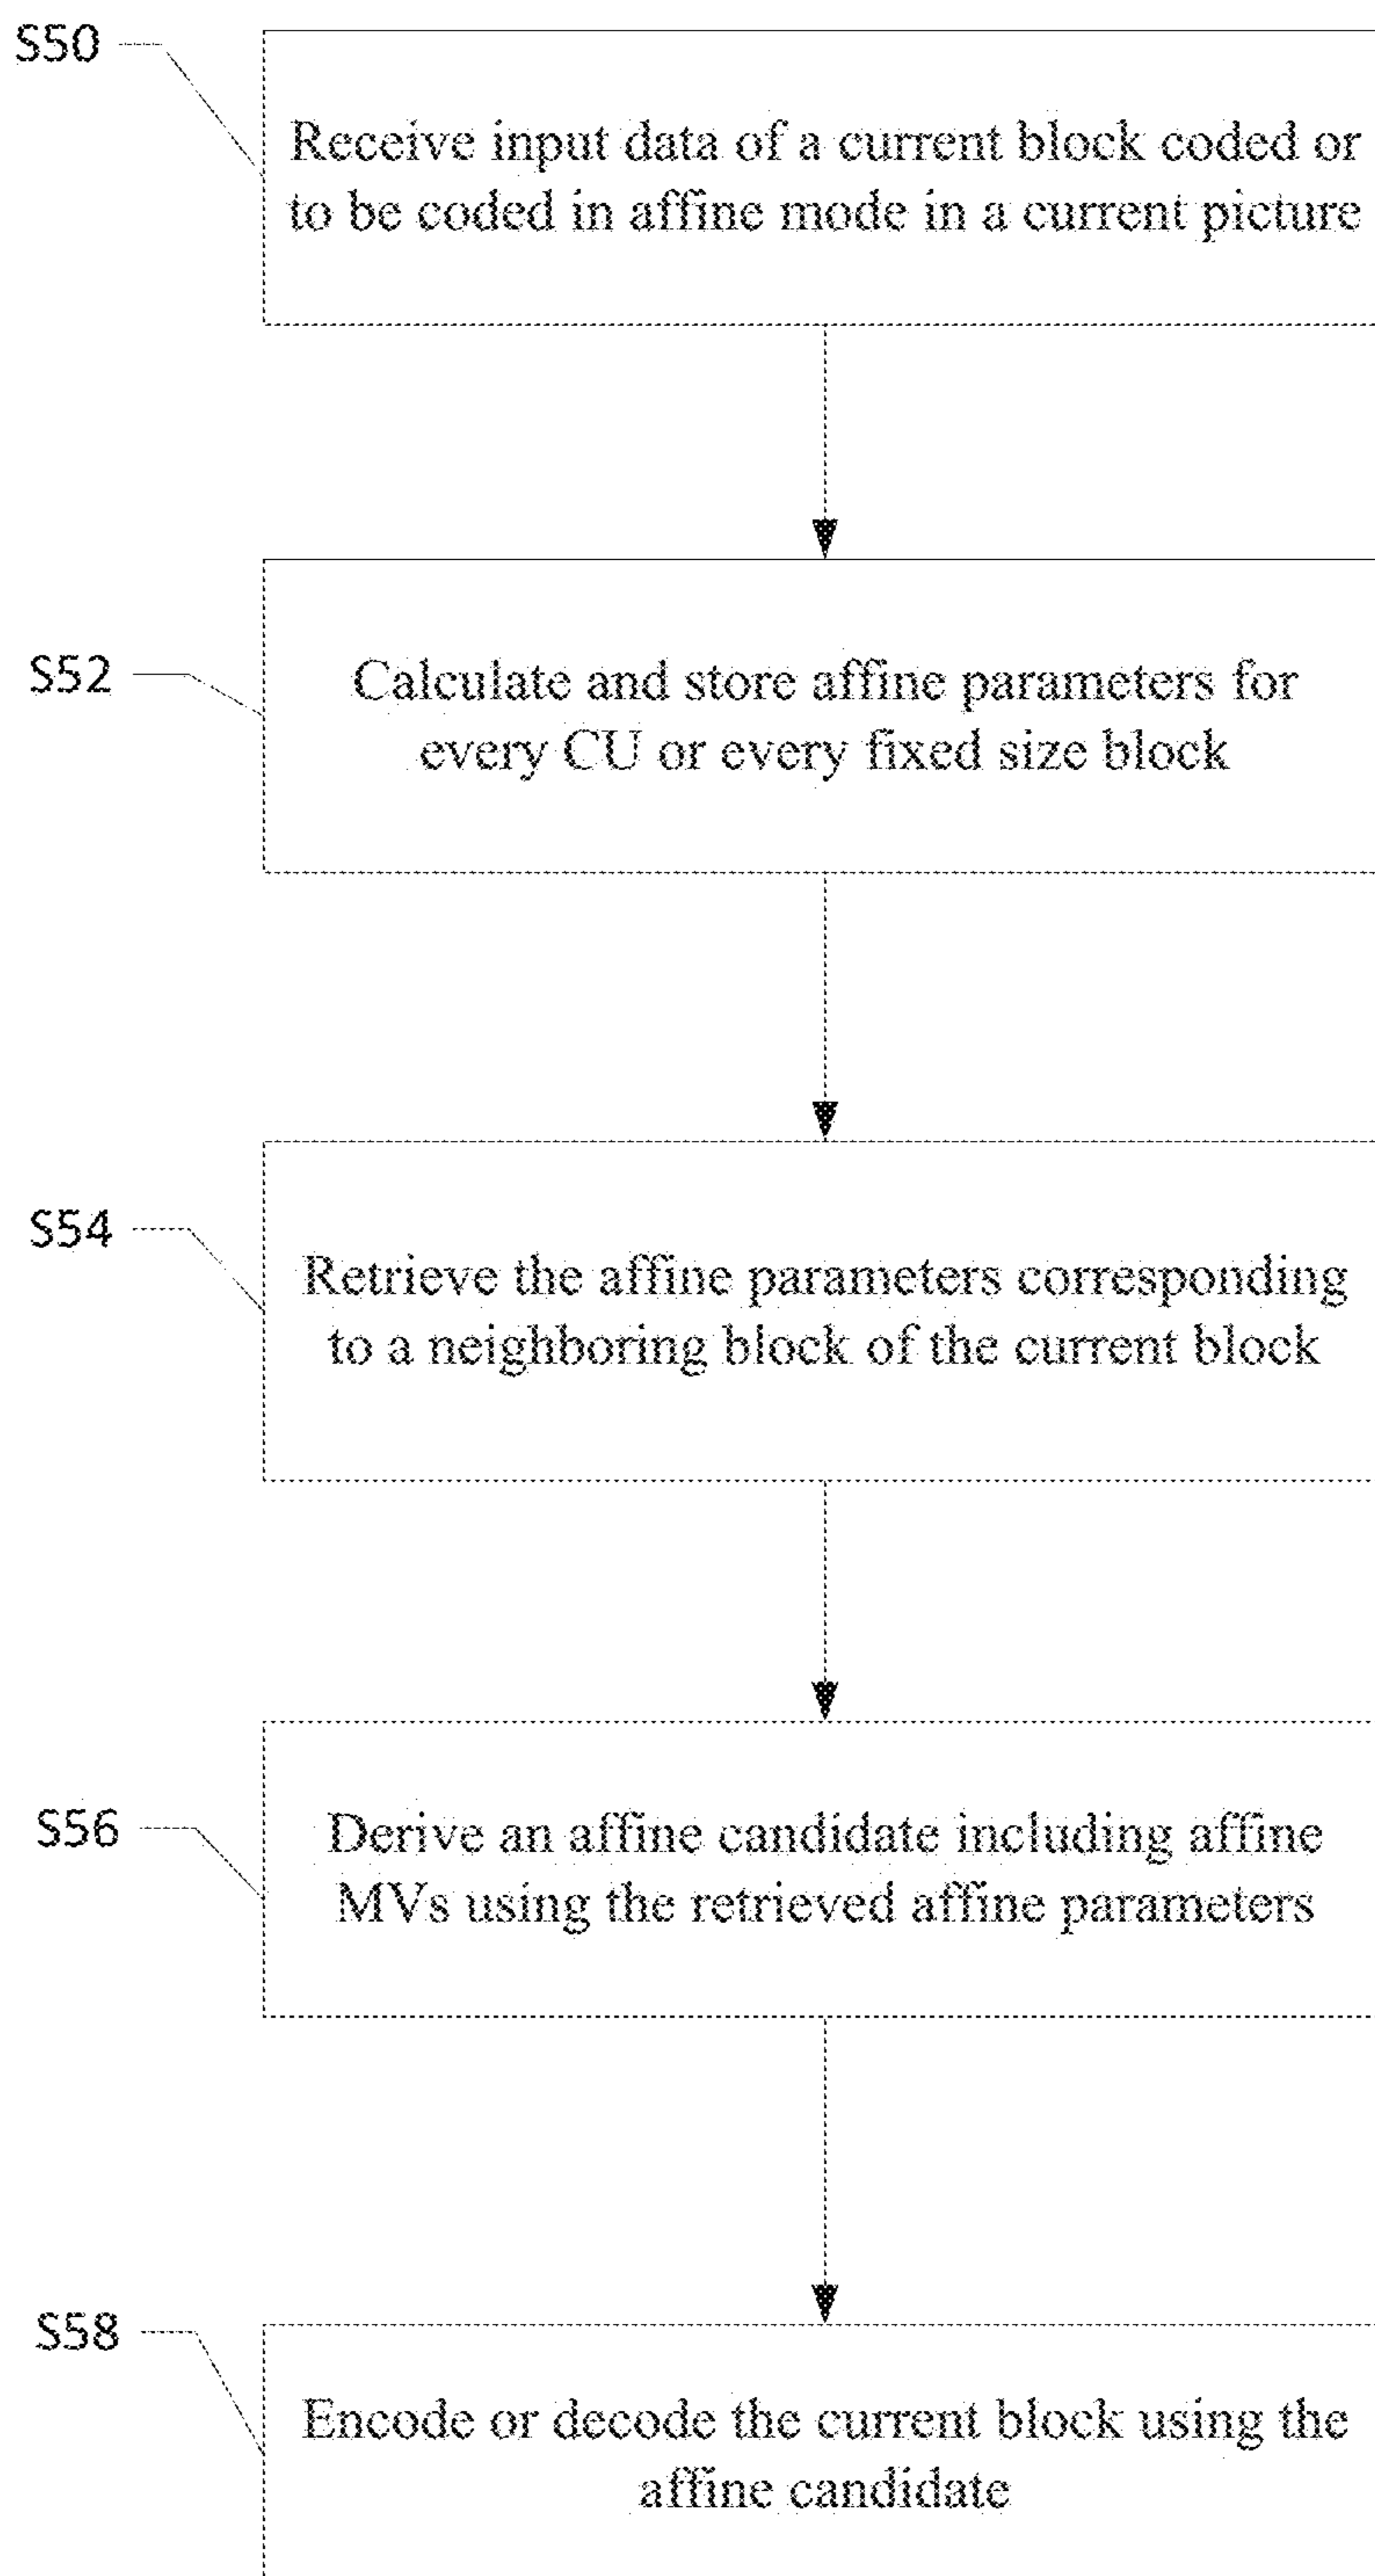 S50
Receive input data of a current block coded or
to be coded in affine mode in a current picture
S52
Calculate and store affine parameters for
every CU or every fixed size block
S54
Retrieve the affine parameters corresponding
to a neighboring block of the current block
S56
Derive an affine candidate including affine
MVs using the retrieved affine parameters
S58
Encode or decode the current block using the
affine candidate